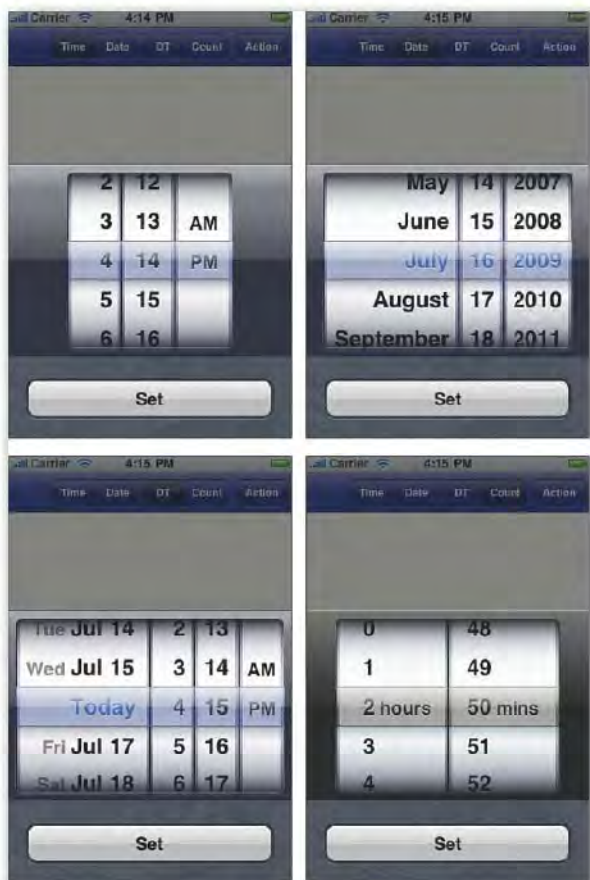 Carrier 4:14 PM
Time Date DT Count Action
2 12
3 13 AM
4 14 PM
5 15
6 16
Set
Carrier 4:15 PM
Time Date DT Count Action
May 14 2007
June 15 2008
July 16 2009
August 17 2010
September 18 2011
Set
Carrier 4:15 PM
Time Date DT Count Action
Tue Jul 14 2 13
Wed Jul 15 3 14 AM
Today 4 15 PM
Fri Jul 17 5 16
Sat Jul 18 6 17
Set
Carrier 4:15 PM
Time Date DT Count Action
0 48
1 49
2 hours 50 mins
3 51
4 52
Set